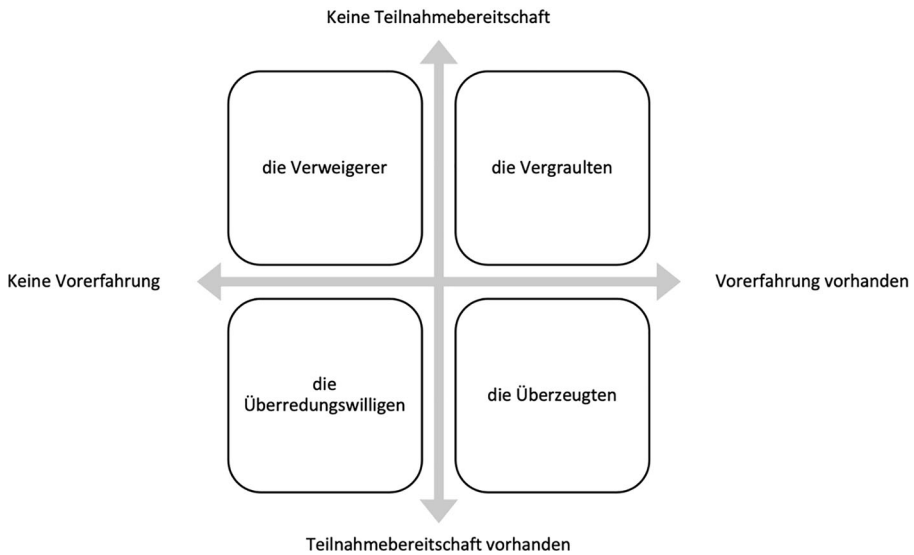 Keine Teilnahmebereitschaft
die Verweigerer
die Vergraulten
Keine Vorerfahrung
Vorerfahrung vorhanden
die
Überredungswilligen
die Überzeugten
Teilnahmebereitschaft vorhanden